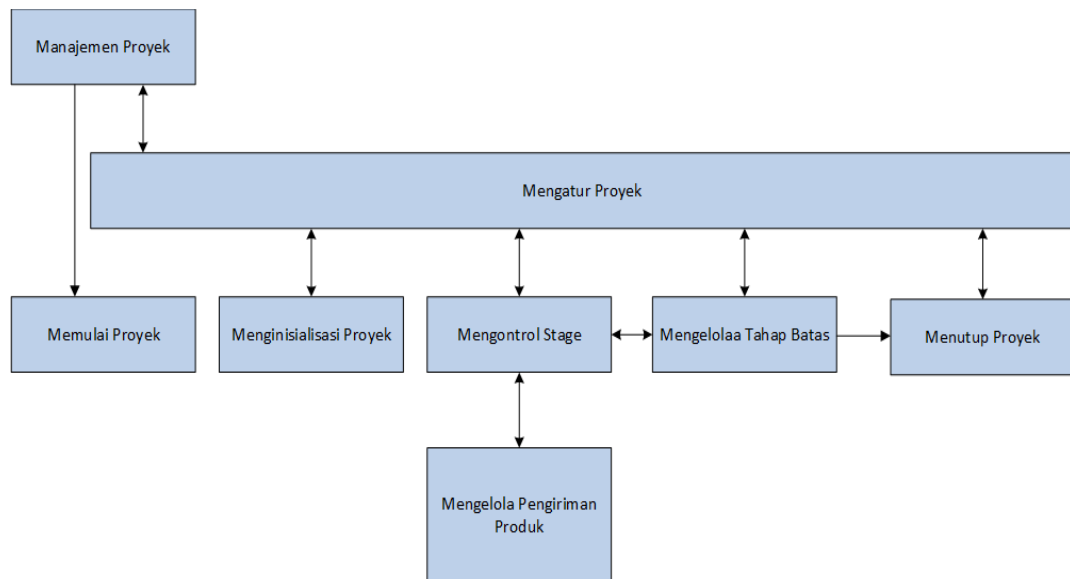 Manajemen Proyek
Mengatur Proyek
Memulai Proyek
Menginisialisasi Proyek
Mengontrol Stage
Mengelolaa Tahap Batas
Menutup Proyek
Mengelola Pengiriman
Produk